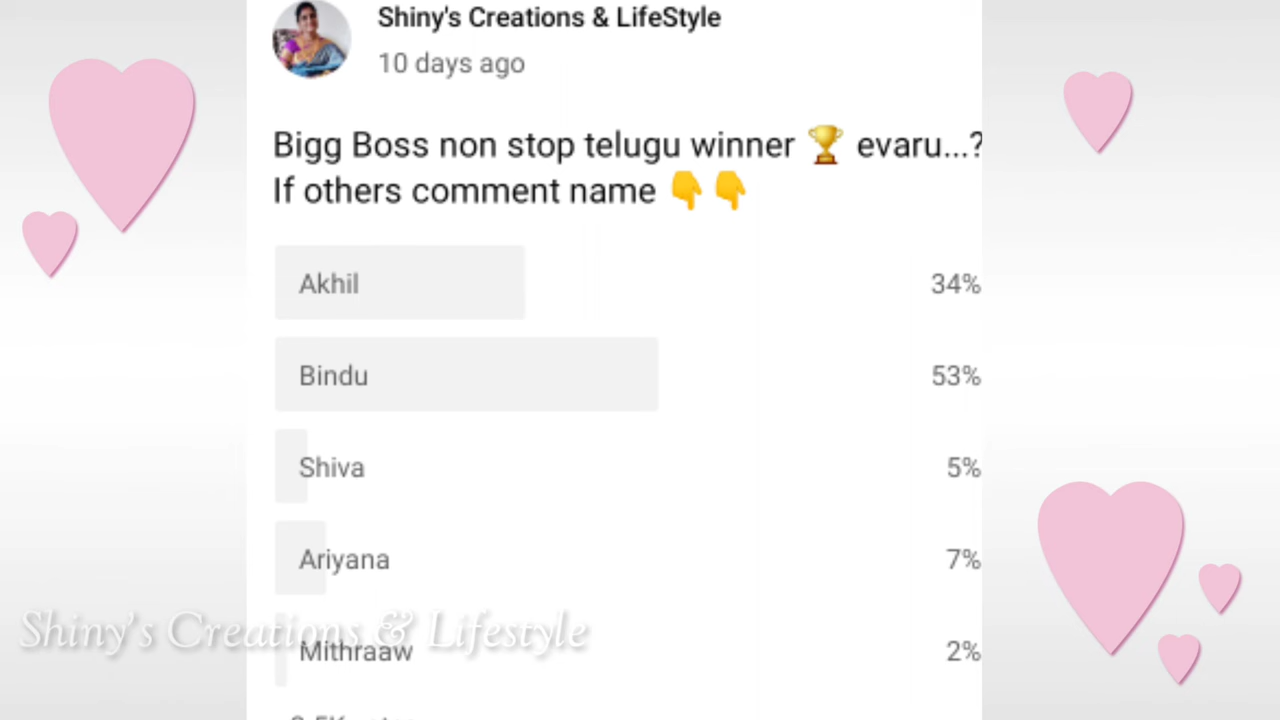 Shiny's Creations & LifeStyle
10 days ago
Bigg Boss non stop telugu winner 🏆 evaru...?
If others comment name 👇👇
Akhil 34%
Bindu 53%
Shiva 5%
Ariyana 7%
Shiny's Creations & Lifestyle
Mithraaw 2%